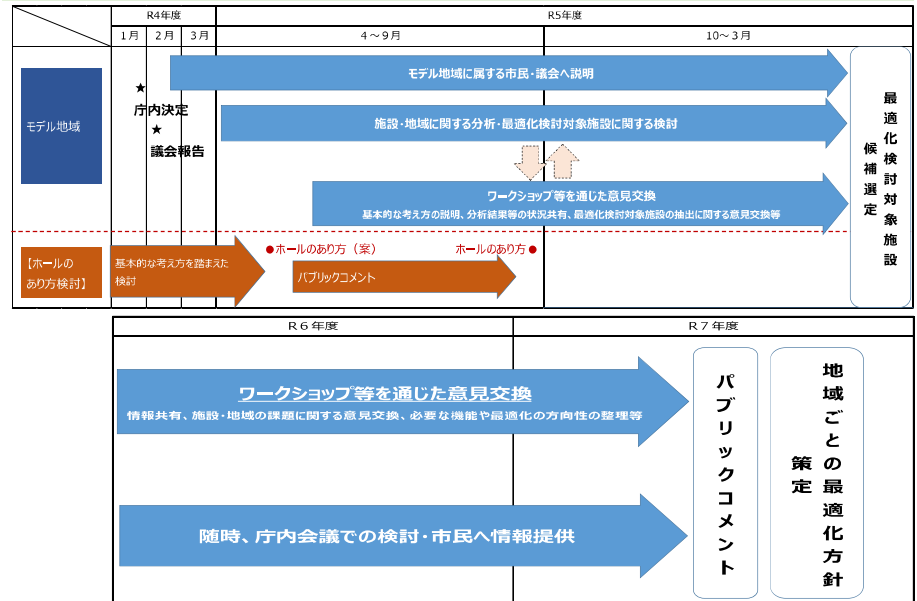 R4年度
R5年度
1月
2月
3月
4～9月
10～3月
モデル地域
★
庁内決定
★
議会報告
モデル地域に属する市民・議会へ説明
施設・地域に関する分析・最適化検討対象施設に関する検討
ワークショップ等を通じた意見交換
基本的な考え方の説明、分析結果等の状況共有、最適化検討対象施設の抽出に関する意見交換等
最適化検討対象施設
候補選定
【ホールの
あり方検討】
基本的な考え方を踏まえた
検討
●ホールのあり方（案）
ホールのあり方●
パブリックコメント
R６年度
R７年度
ワークショップ等を通じた意見交換
情報共有、施設・地域の課題に関する意見交換、必要な機能や最適化の方向性の整理等
随時、庁内会議での検討・市民へ情報提供
パブリックコメント
地域ごとの最適化方針
策定